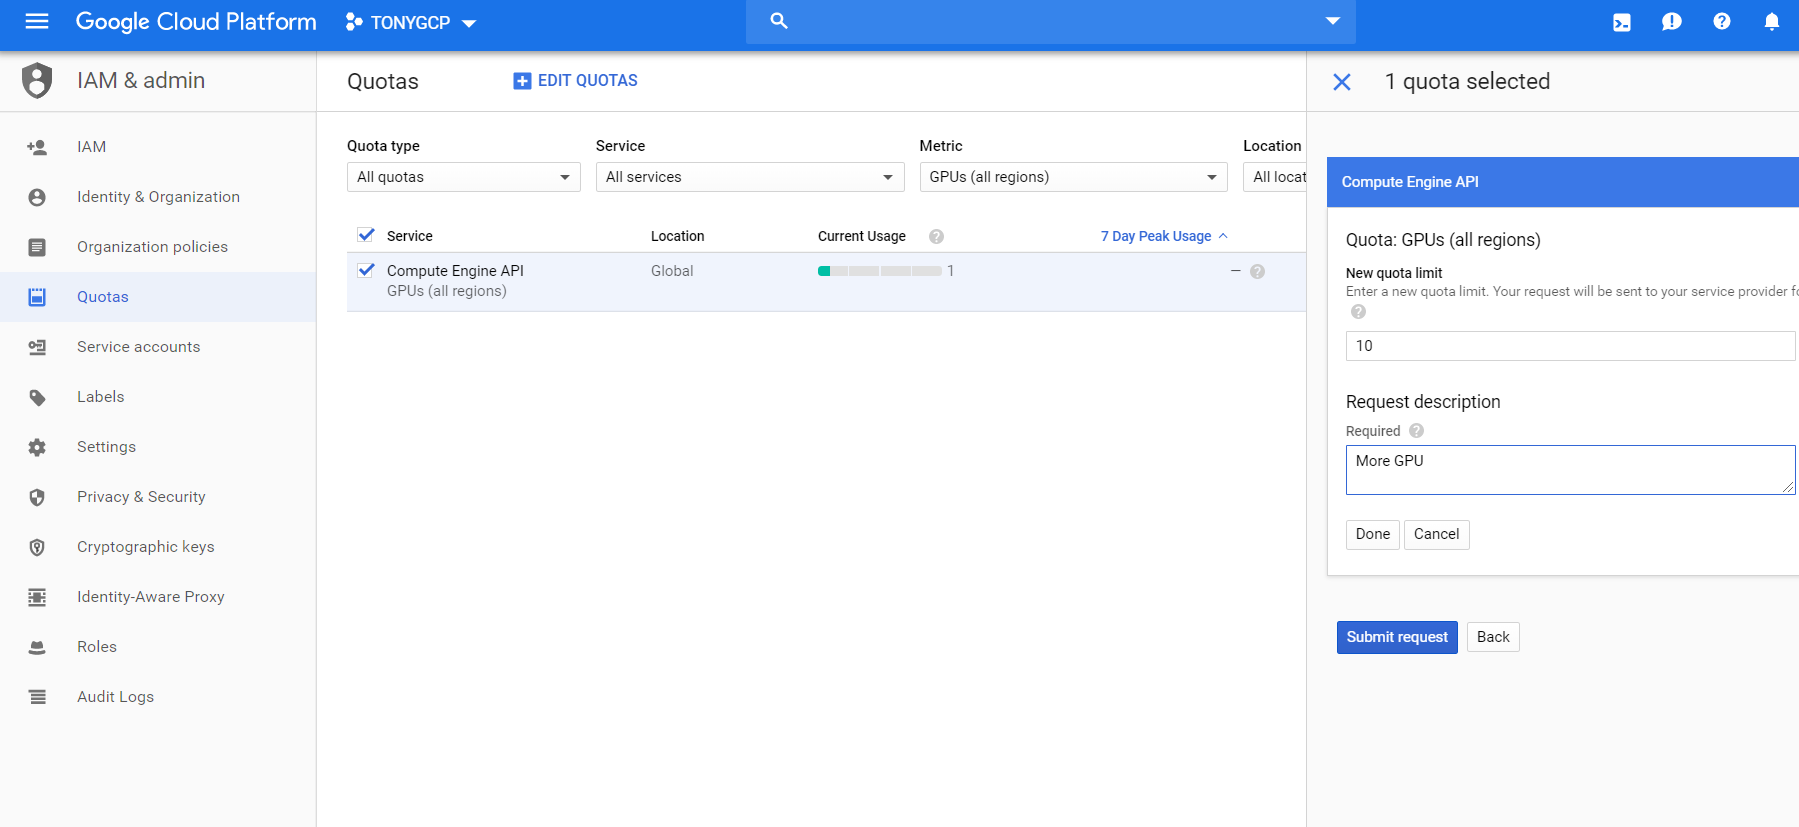 Google Cloud Platform
TONYGCP
IAM & admin
IAM
Identity & Organization
Organization policies
Quotas
Service accounts
Labels
Settings
Privacy & Security
Cryptographic keys
Identity-Aware Proxy
Roles
Audit Logs
Quotas
EDIT QUOTAS
Quota type
Service
Metric
Location
All quotas
All services
GPUs (all regions)
All locat
Service
Location
Current Usage
7 Day Peak Usage
Compute Engine API
GPUs (all regions)
Global
1
–
1 quota selected
Compute Engine API
Quota: GPUs (all regions)
New quota limit
Enter a new quota limit. Your request will be sent to your service provider fo
10
Request description
Required
More GPU
Done
Cancel
Submit request
Back